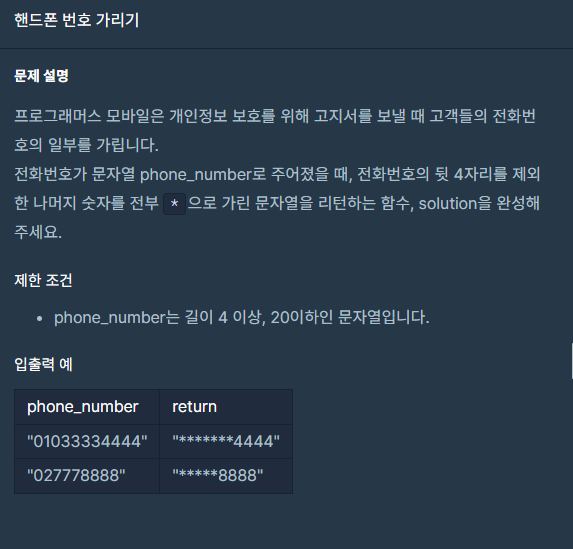 핸드폰 번호 가리기
문제 설명
프로그래머스 모바일은 개인정보 보호를 위해 고지서를 보낼 때 고객들의 전화번
호의 일부를 가립니다.
전화번호가 문자열 phone_number로 주어졌을 때, 전화번호의 뒷 4자리를 제외
한 나머지 숫자를 전부 * 으로 가린 문자열을 리턴하는 함수, solution을 완성해
주세요.
제한 조건
• phone_number는 길이 4 이상, 20이하인 문자열입니다.
입출력 예
phone_number return
"01033334444" "*******4444"
"027778888" "*****8888"